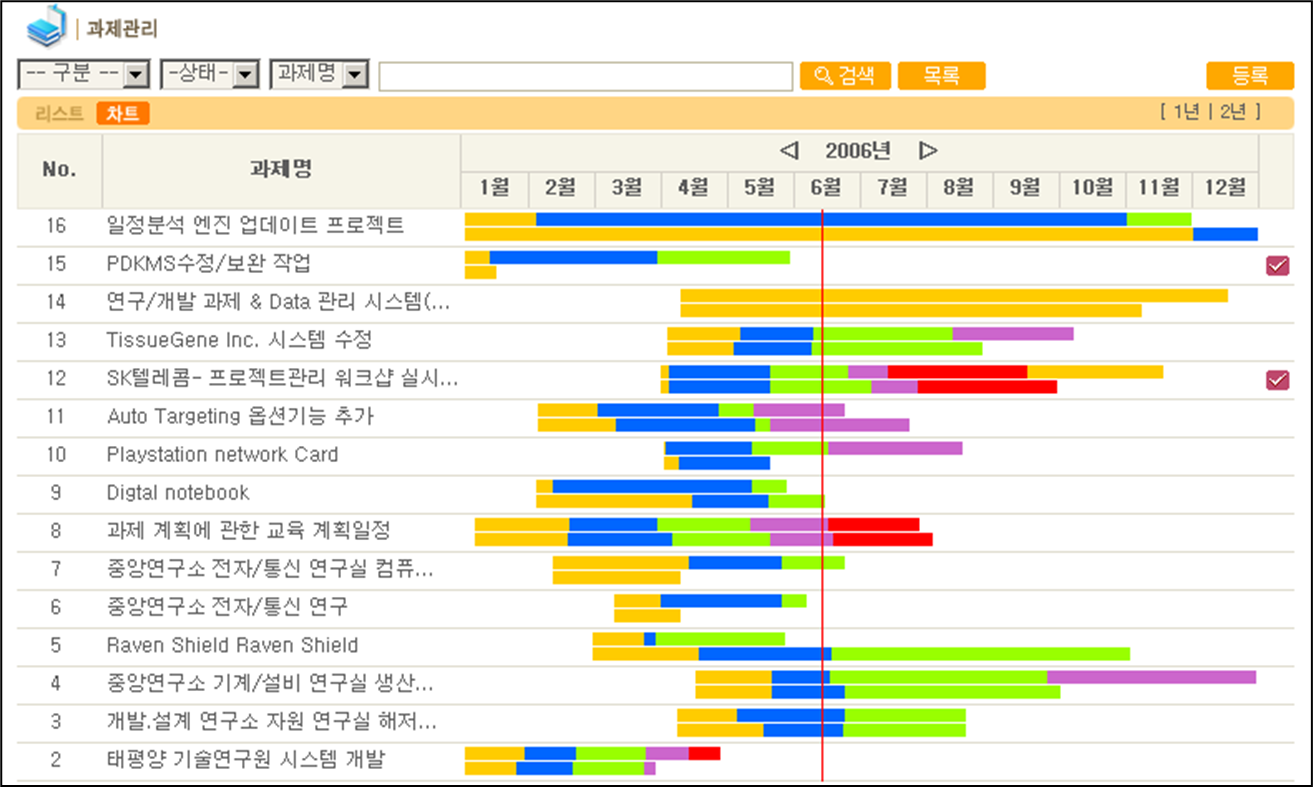 과제관리
-- 구분 -- -상태- 과제명 검색 목록 등록
리스트 차트 [ 1년 | 2년 ]
No. 과제명 2006년
1월 2월 3월 4월 5월 6월 7월 8월 9월 10월 11월 12월
16 일정분석 엔진 업데이트 프로젝트
15 PDKMS수정/보완 작업
14 연구/개발 과제 & Data 관리 시스템(...
13 TissueGene Inc. 시스템 수정
12 SK텔레콤- 프로젝트관리 워크샵 실시...
11 Auto Targeting 옵션기능 추가
10 Playstation network Card
9 Digtal notebook
8 과제 계획에 관한 교육 계획일정
7 중앙연구소 전자/통신 연구실 컴퓨...
6 중앙연구소 전자/통신 연구
5 Raven Shield Raven Shield
4 중앙연구소 기계/설비 연구실 생산...
3 개발.설계 연구소 자원 연구실 해저...
2 태평양 기술연구원 시스템 개발